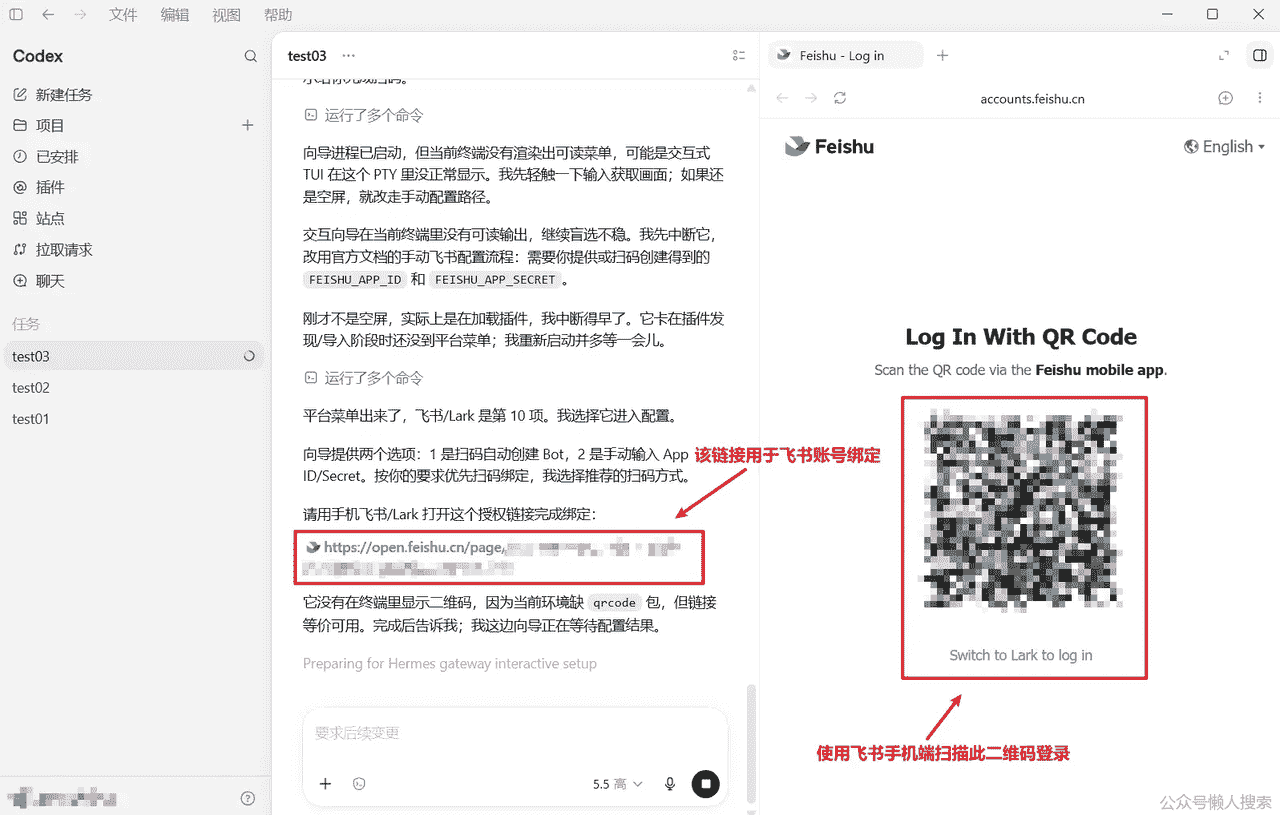 文件 编辑 视图 帮助
Codex
新建任务
项目
已安排
插件
站点
拉取请求
聊天
任务
test03
test02
test01
test03 ···
运行了多个命令
向导进程已启动，但当前终端没有渲染出可读菜单，可能是交互式
TUI 在这个 PTY 里没正常显示。我先轻触一下输入获取画面；如果还
是空屏，就改走手动配置路径。
交互向导在当前终端里没有可读输出，继续盲选不稳。我先中断它，
改用官方文档的手动飞书配置流程：需要你提供或扫码创建得到的
FEISHU_APP_ID 和 FEISHU_APP_SECRET 。
刚才不是空屏，实际上是在加载插件，我中断得早了。它卡在插件发
现/导入阶段时还没到平台菜单；我重新启动并多等一会儿。
运行了多个命令
平台菜单出来了，飞书/Lark 是第 10 项。我选择它进入配置。
向导提供两个选项：1 是扫码自动创建 Bot，2 是手动输入 App
ID/Secret。按你的要求优先扫码绑定，我选择推荐的扫码方式。
该链接用于飞书账号绑定
请用手机飞书/Lark 打开这个授权链接完成绑定：
https://open.feishu.cn/page/
它没有在终端里显示二维码，因为当前环境缺 qrcode 包，但链接
等价可用。完成后告诉我；我这边向导正在等待配置结果。
Preparing for Hermes gateway interactive setup
要求后续变更
5.5 高
Feishu - Log in
accounts.feishu.cn
Feishu
English
Log In With QR Code
Scan the QR code via the Feishu mobile app.
Switch to Lark to log in
使用飞书手机端扫描此二维码登录
公众号懒人搜索